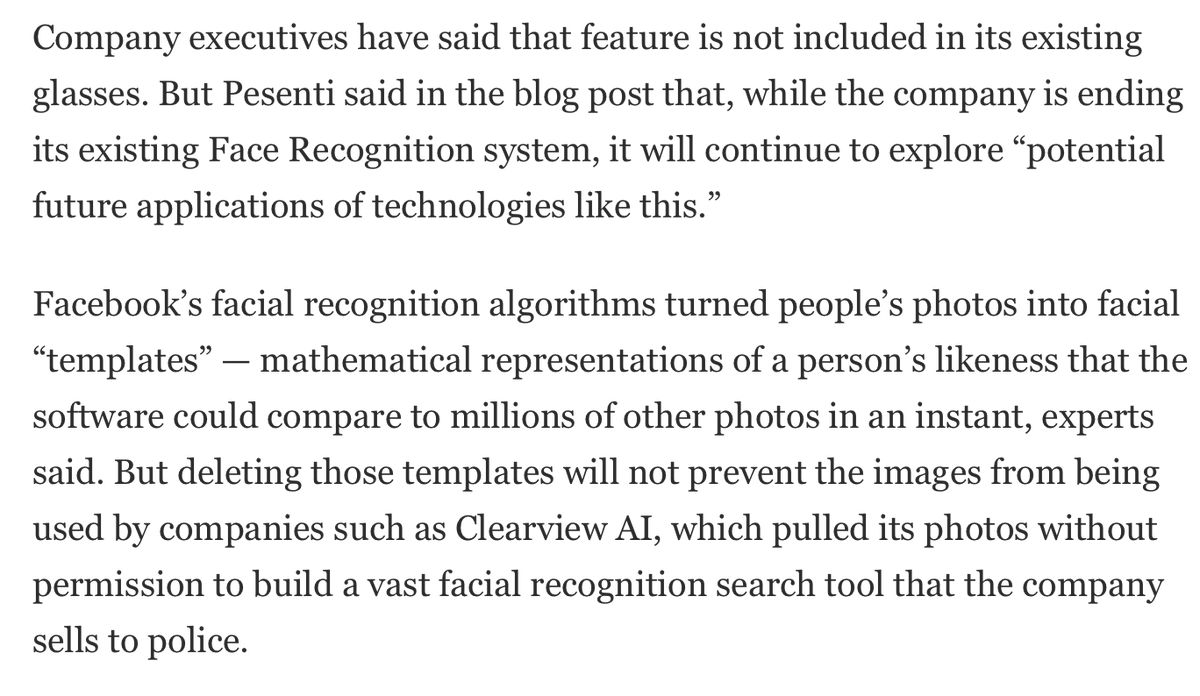 Company executives have said that feature is not included in its existing
glasses. But Pesenti said in the blog post that, while the company is ending
its existing Face Recognition system, it will continue to explore “potential
future applications of technologies like this.”
Facebook’s facial recognition algorithms turned people’s photos into facial
“templates” — mathematical representations of a person’s likeness that the
software could compare to millions of other photos in an instant, experts
said. But deleting those templates will not prevent the images from being
used by companies such as Clearview AI, which pulled its photos without
permission to build a vast facial recognition search tool that the company
sells to police.